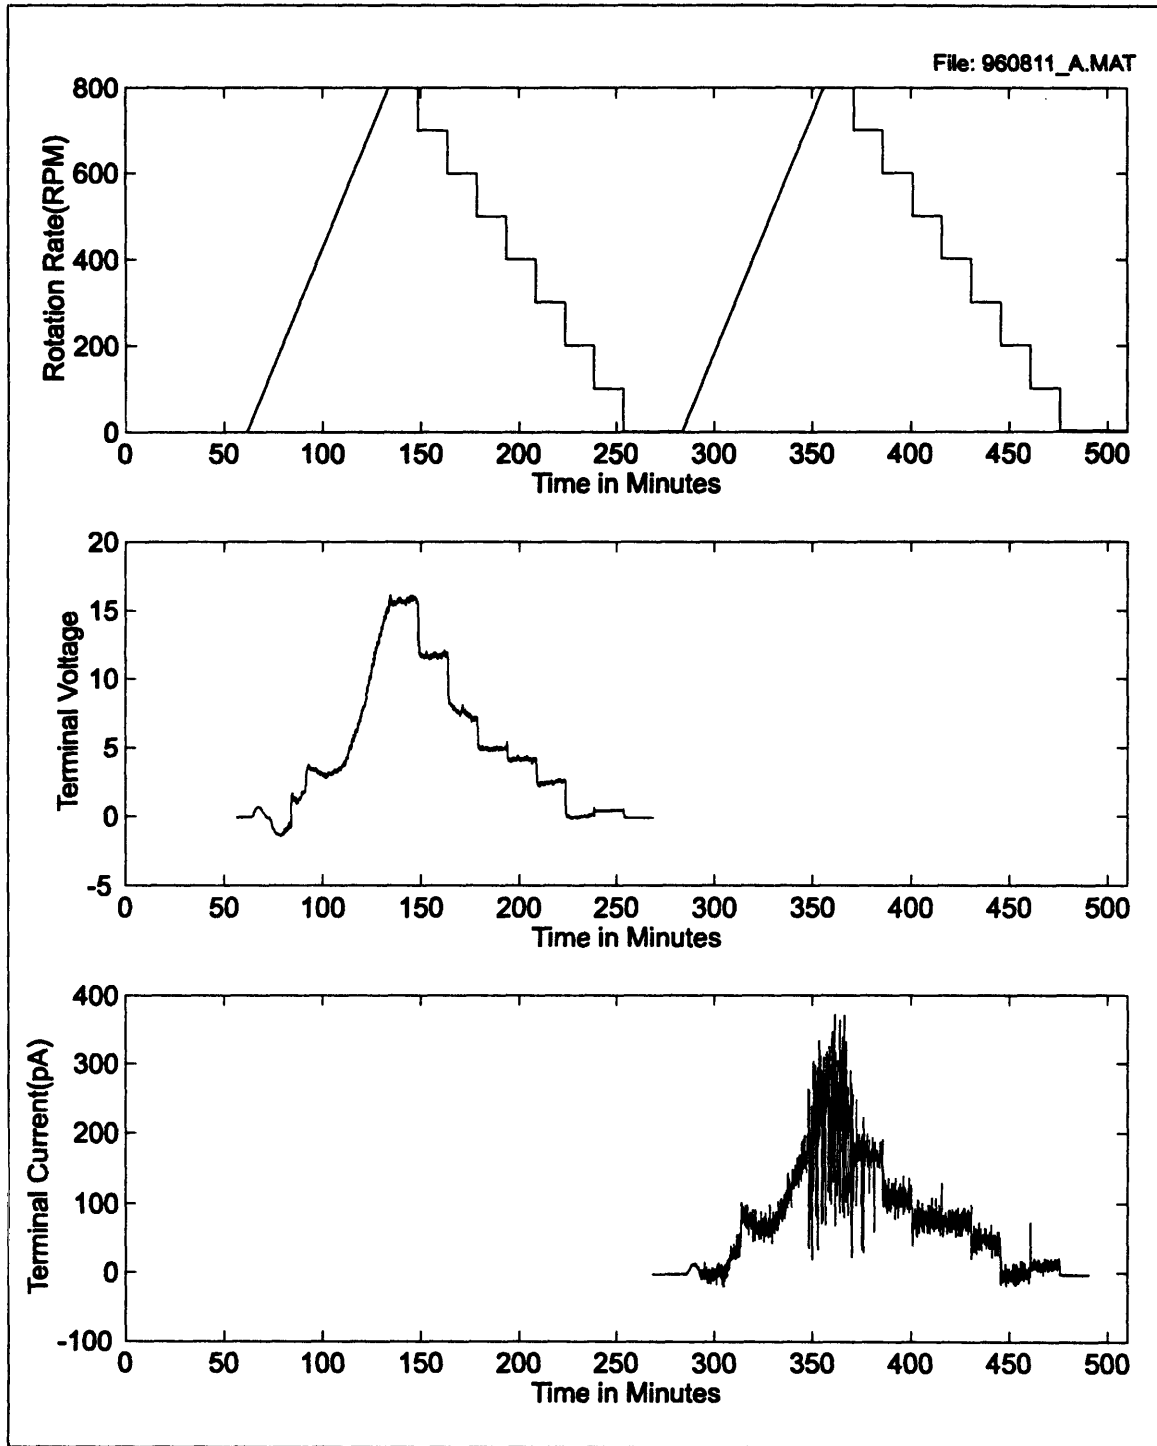 File: 960811_A.MAT
Rotation Rate(RPM)
800
600
400
200
0
0 50 100 150 200 250 300 350 400 450 500
Time in Minutes
Terminal Voltage
20
15
10
5
0
-5
0 50 100 150 200 250 300 350 400 450 500
Time in Minutes
Terminal Current(pA)
400
300
200
100
0
-100
0 50 100 150 200 250 300 350 400 450 500
Time in Minutes